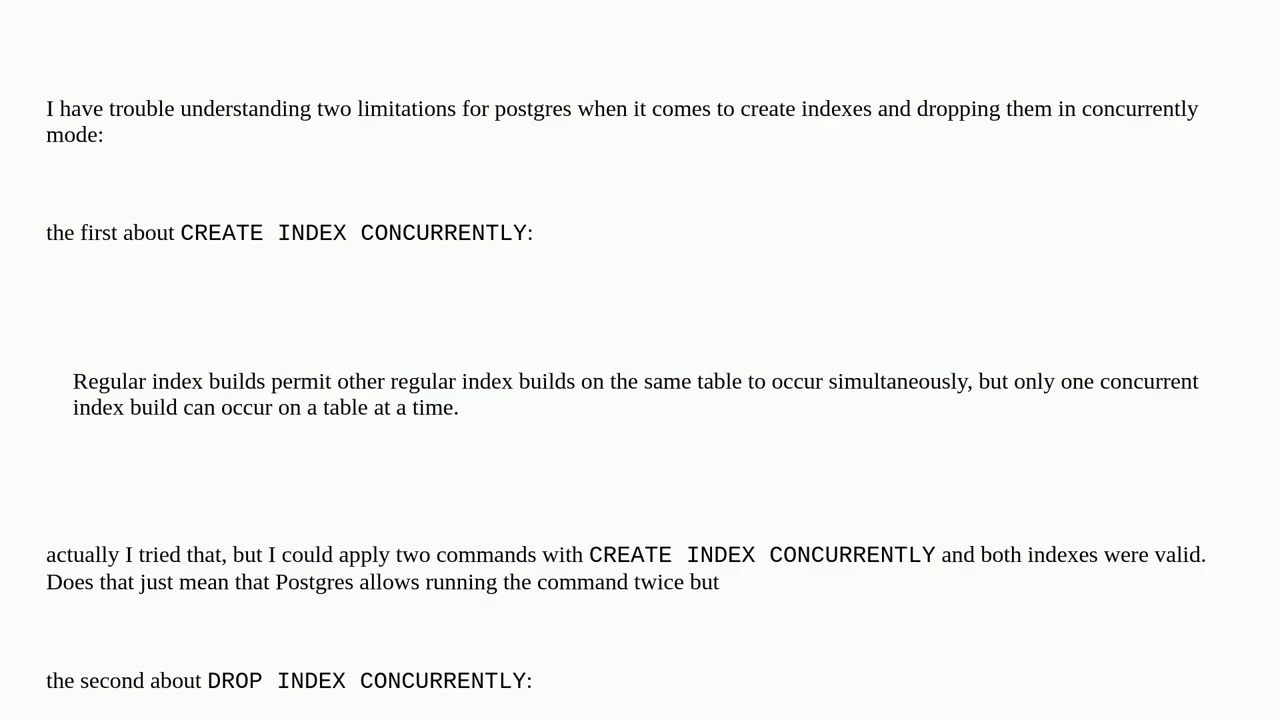 I have trouble understanding two limitations for postgres when it comes to create indexes and dropping them in concurrently
mode:
the first about CREATE INDEX CONCURRENTLY:
Regular index builds permit other regular index builds on the same table to occur simultaneously, but only one concurrent
index build can occur on a table at a time.
actually I tried that, but I could apply two commands with CREATE INDEX CONCURRENTLY and both indexes were valid.
Does that just mean that Postgres allows running the command twice but
the second about DROP INDEX CONCURRENTLY: